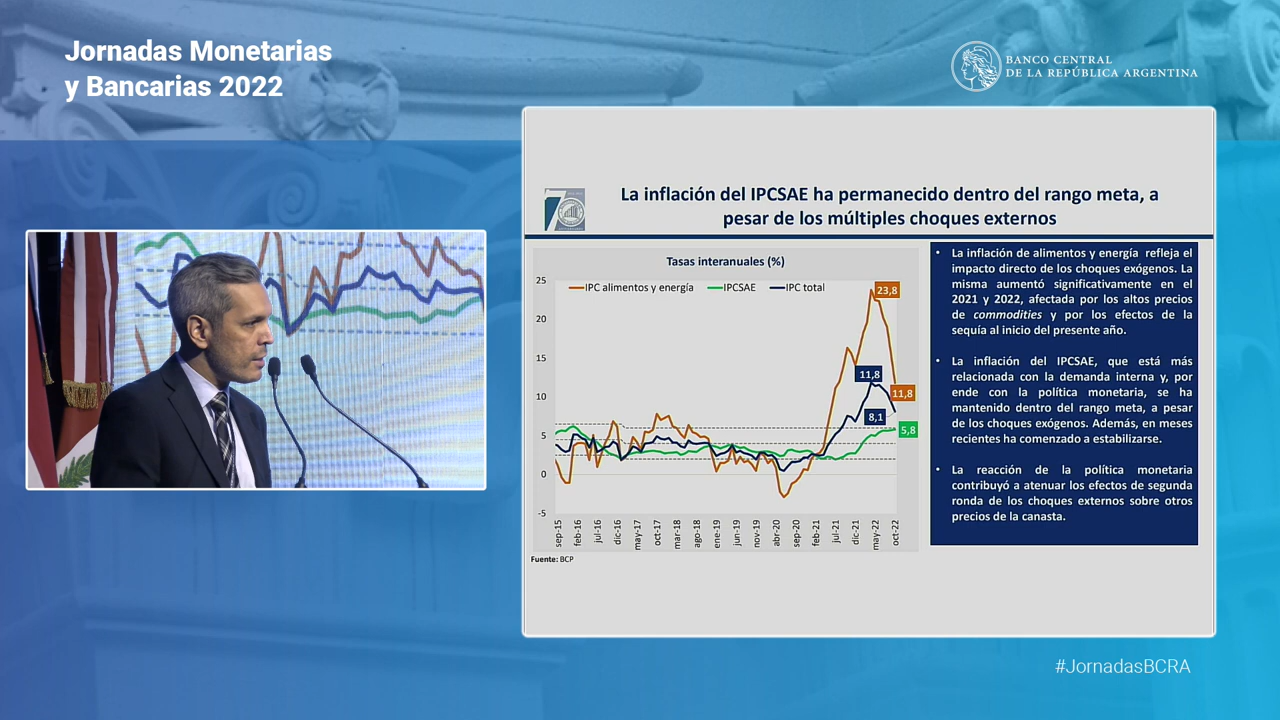 Jornadas Monetarias
y Bancarias 2022
BANCO CENTRAL
DE LA REPÚBLICA ARGENTINA
La inflación del IPCSAE ha permanecido dentro del rango meta, a
pesar de los múltiples choques externos
Tasas interanuales (%)
IPC alimentos y energía
IPCSAE
IPC total
25
20
15
10
5
0
-5
23,8
11,8
11,8
8,1
5,8
sep.-15
feb-16
jul-16
dic-16
may-17
oct-17
mar-18
ago-18
ene-19
jun-19
nov-19
abr-20
sep-20
feb-21
jul-21
dic-21
may-22
oct-22
Fuente: BCP
• La inflación de alimentos y energía refleja el
impacto directo de los choques exógenos. La
misma aumentó significativamente en el
2021 y 2022, afectada por los altos precios
de commodities y por los efectos de la
sequía al inicio del presente año.
• La inflación del IPCSAE, que está más
relacionada con la demanda interna y, por
ende con la política monetaria, se ha
mantenido dentro del rango meta, a pesar
de los choques exógenos. Además, en meses
recientes ha comenzado a estabilizarse.
• La reacción de la política monetaria
contribuyó a atenuar los efectos de segunda
ronda de los choques externos sobre otros
precios de la canasta.
#JornadasBCRA